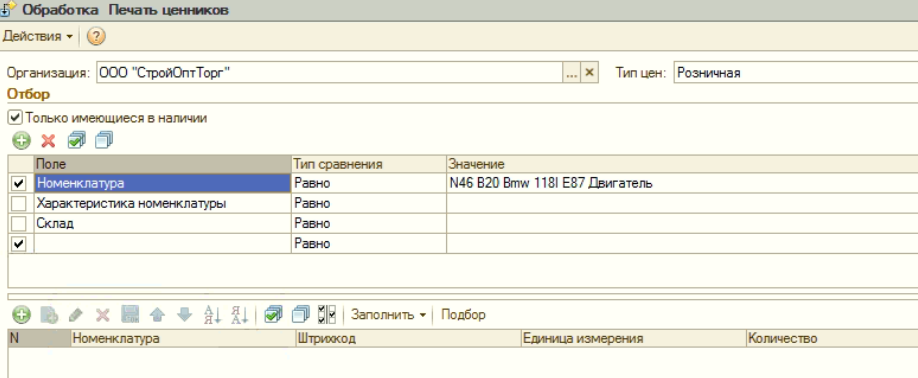 Обработка Печать ценников
Действия
Организация: ООО "СтройОптТорг" ... × Тип цен: Розничная
Отбор
Только имеющиеся в наличии
Поле Тип сравнения Значение
Номенклатура Равно N46 B20 Bmw 118I E87 Двигатель
Характеристика номенклатуры Равно
Склад Равно
Равно
Заполнить Подбор
N Номенклатура Штрихкод Единица измерения Количество